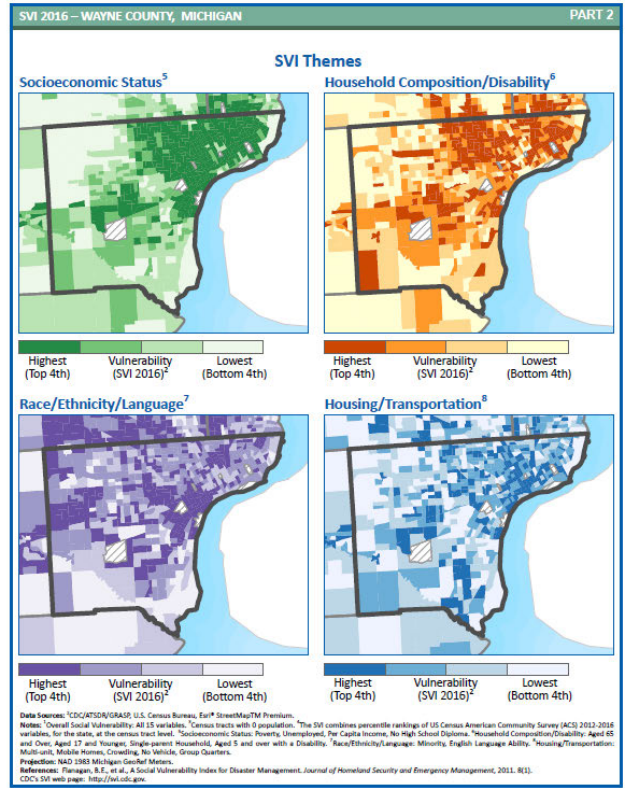 SVI 2016 – WAYNE COUNTY, MICHIGAN PART 2
SVI Themes
Socioeconomic Status⁵ Household Composition/Disability⁶
Highest Vulnerability Lowest Highest Vulnerability Lowest
(Top 4th) (SVI 2016)² (Bottom 4th) (Top 4th) (SVI 2016)² (Bottom 4th)
Race/Ethnicity/Language⁷ Housing/Transportation⁸
Highest Vulnerability Lowest Highest Vulnerability Lowest
(Top 4th) (SVI 2016)² (Bottom 4th) (Top 4th) (SVI 2016)² (Bottom 4th)
Data Sources: ²CDC/ATSDR/GRASP, U.S. Census Bureau, Esri® StreetMapTM Premium.
Notes: ¹Overall Social Vulnerability: All 15 variables. ³Census tracts with 0 population. ⁴The SVI combines percentile rankings of US Census American Community Survey (ACS) 2012-2016
variables, for the state, at the census tract level. ⁵Socioeconomic Status: Poverty, Unemployed, Per Capita Income, No High School Diploma. ⁶Household Composition/Disability: Aged 65
and Over, Aged 17 and Younger, Single-parent Household, Aged 5 and over with a Disability. ⁷Race/Ethnicity/Language: Minority, English Language Ability. ⁸Housing/Transportation:
Multi-unit, Mobile Homes, Crowding, No Vehicle, Group Quarters.
Projection: NAD 1983 Michigan GeoRef Meters.
References: Flanagan, B.E., et al., A Social Vulnerability Index for Disaster Management. Journal of Homeland Security and Emergency Management, 2011. 8(1).
CDC's SVI web page: http://svi.cdc.gov.